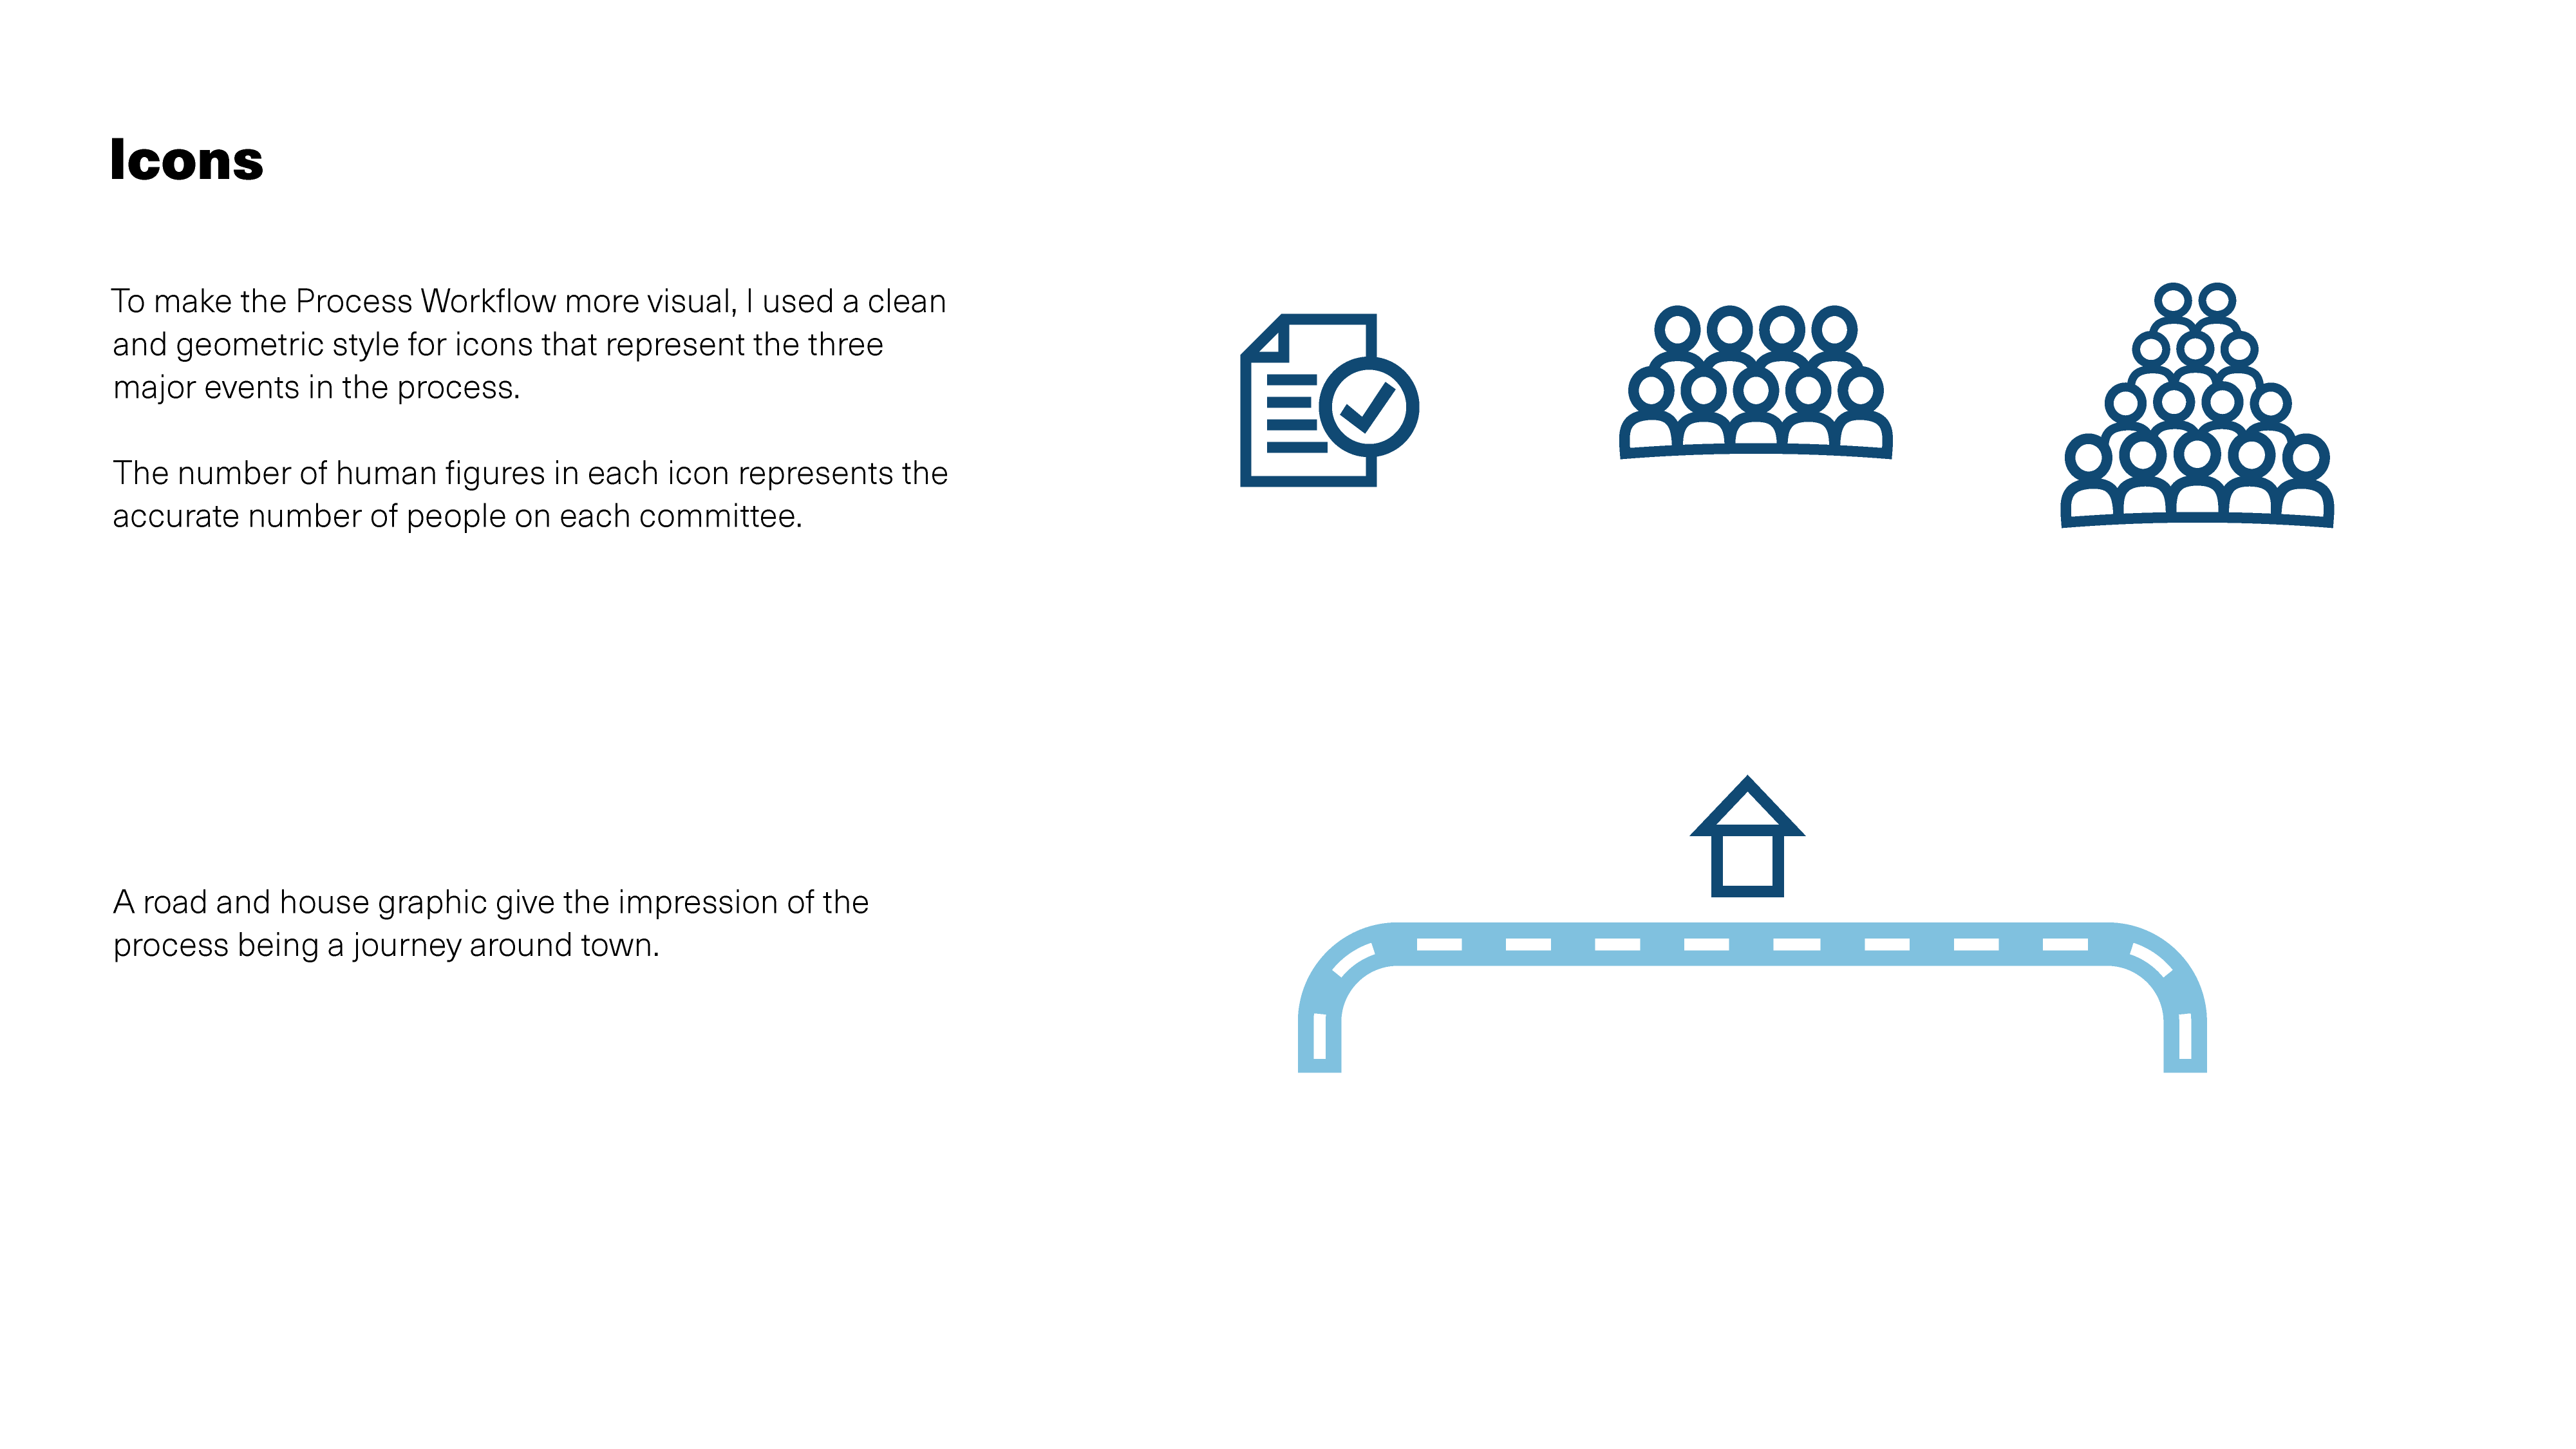 Icons
To make the Process Workflow more visual, I used a clean
and geometric style for icons that represent the three
major events in the process.
The number of human figures in each icon represents the
accurate number of people on each committee.
A road and house graphic give the impression of the
process being a journey around town.